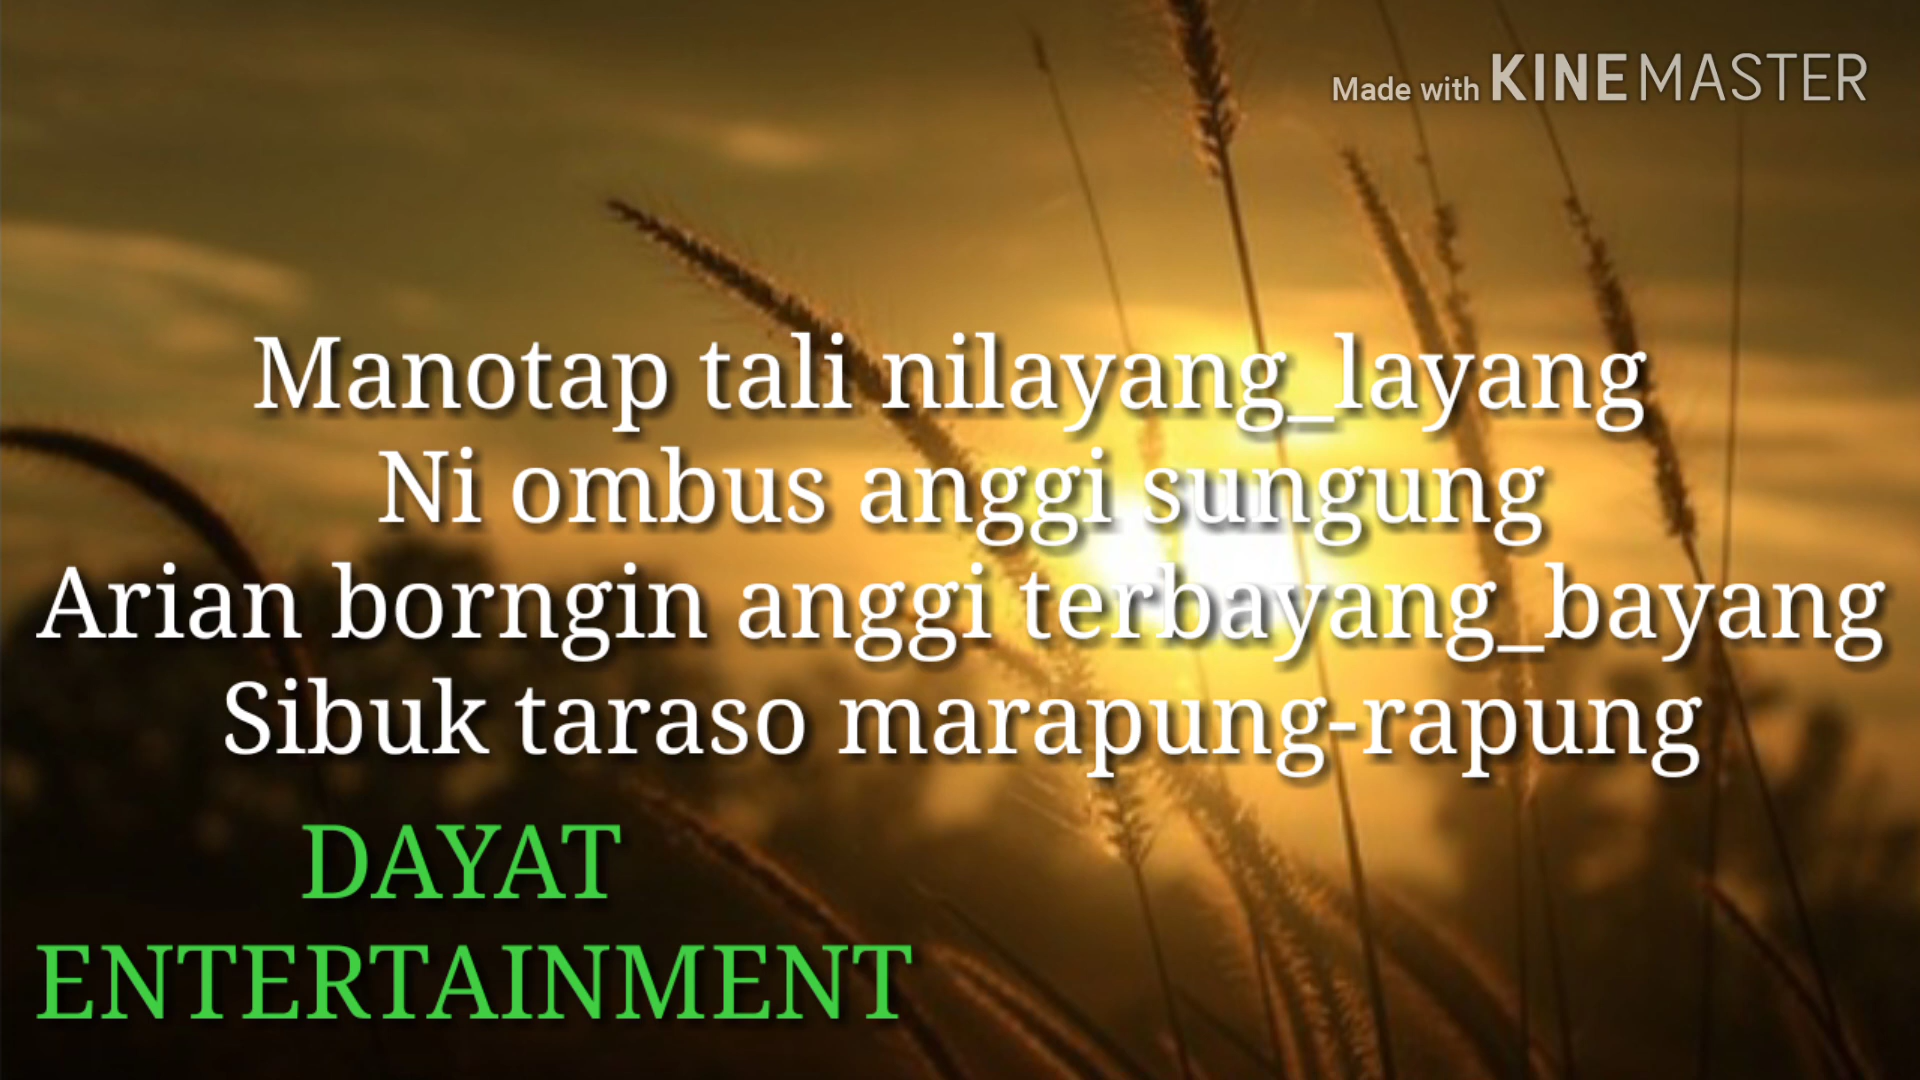 Made with KINEMASTER
Manotap tali nilayang_layang
Ni ombus anggi sungung
Arian borngin anggi terbayang_bayang
Sibuk taraso marapung-rapung
DAYAT
ENTERTAINMENT